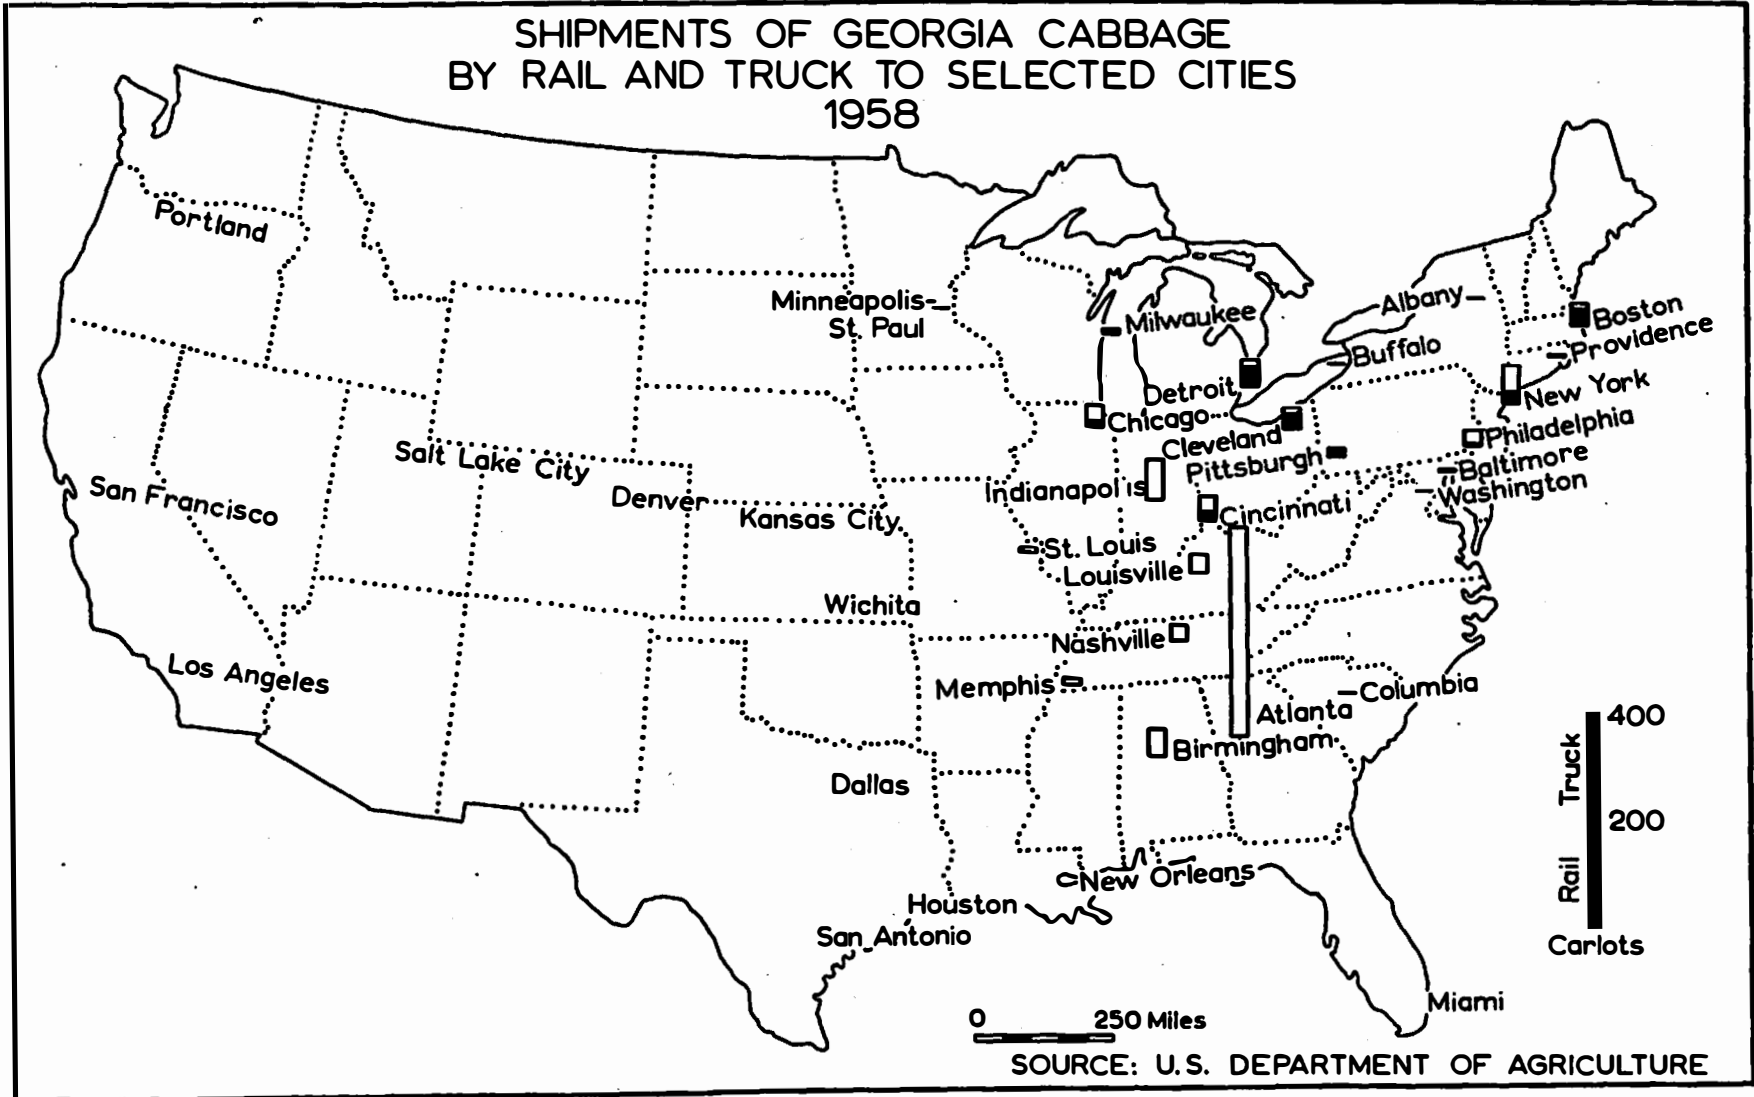 SHIPMENTS OF GEORGIA CABBAGE
BY RAIL AND TRUCK TO SELECTED CITIES
1958
Portland
Minneapolis-
St. Paul
Milwaukee
Albany
Boston
Providence
Buffalo
Detroit
New York
Chicago
Cleveland
Philadelphia
Pittsburgh
Baltimore
Washington
Salt Lake City
San Francisco
Denver
Kansas City
Indianapolis
Cincinnati
St. Louis
Louisville
Wichita
Nashville
Los Angeles
Memphis
Columbia
Atlanta
Birmingham
Dallas
New Orleans
Houston
San Antonio
Miami
400
Truck
200
Rail
Carlots
0 250 Miles
SOURCE: U.S. DEPARTMENT OF AGRICULTURE